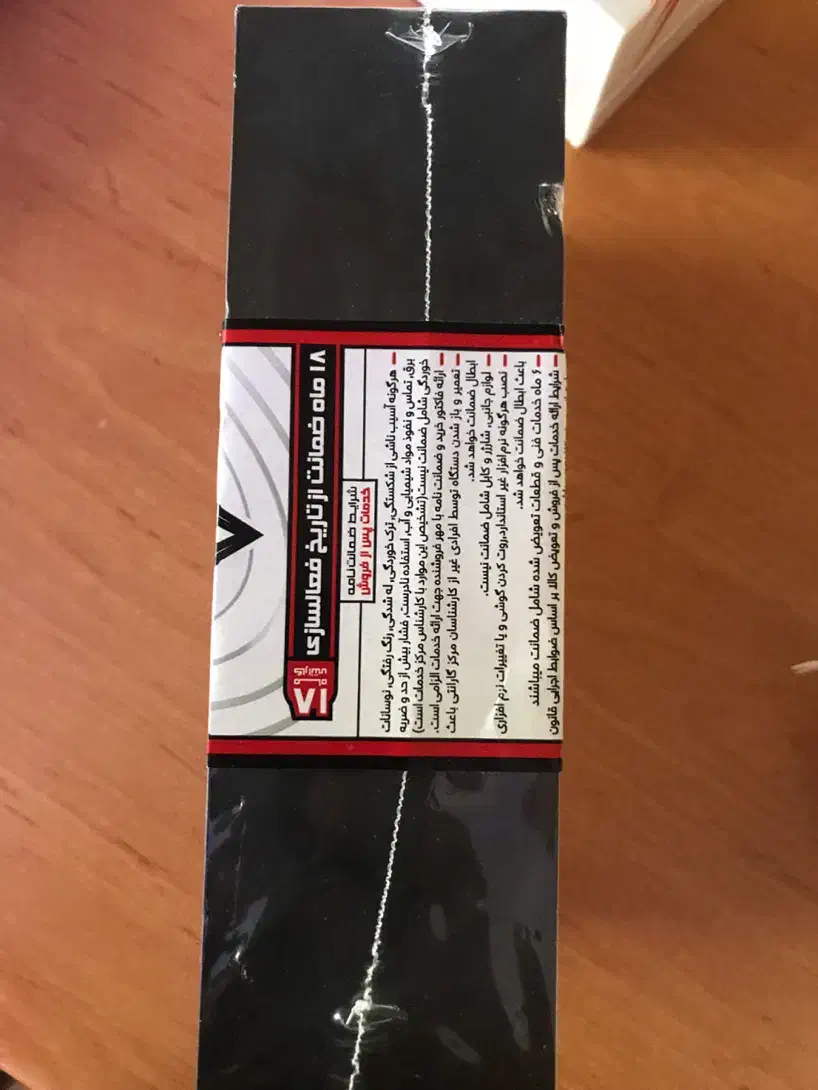 ۱۸ ماه ضمانت از تاریخ فعالسازی
۱۸
ماه
گارانتی
شرایط ضمانت نامه
خدمات پس از فروش
– هرگونه آسیب ناشی از شکستگی، ترک خوردگی، له شدگی، رنگ رفتگی، نوسانات
برق، تماس و نفوذ مواد شیمیایی و آب، استفاده نادرست، فشار بیش از حد و ضربه
خوردگی شامل ضمانت نیست(تشخیص این موارد با کارشناس مرکز خدمات است)
– ارائه فاکتور خرید و ضمانت نامه با مهر فروشنده جهت ارائه خدمات الزامی است.
– تعمیر و باز شدن دستگاه توسط افرادی غیر از کارشناسان مرکز گارانتی باعث
ابطال ضمانت خواهد شد.
– لوازم جانبی، شارژر و کابل شامل ضمانت نیست.
– نصب هرگونه نرم افزار غیر استاندارد،روت کردن گوشی و یا تغییرات نرم افزاری
باعث ابطال ضمانت خواهد شد.
– ۶ ماه خدمات فنی و قطعات تعویض شده شامل ضمانت میباشند
– شرایط ارائه خدمات پس از فروش و تعویض کالا بر اساس ضوابط اجرایی قانون